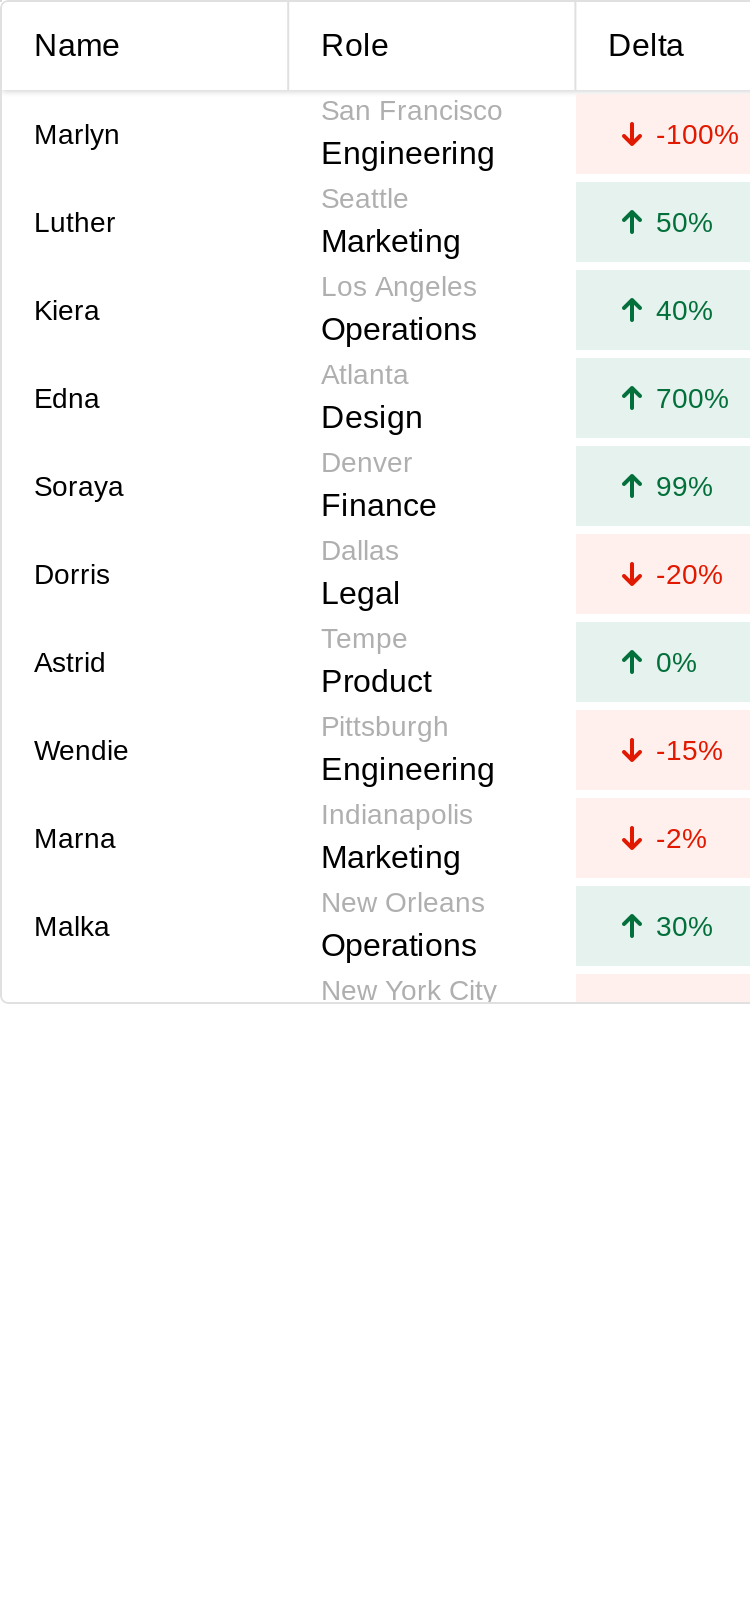 Name Role Delta
San Francisco
Marlyn Engineering -100%
Seattle
Luther Marketing 50%
Los Angeles
Kiera Operations 40%
Atlanta
Edna Design 700%
Denver
Soraya Finance 99%
Dallas
Dorris Legal -20%
Tempe
Astrid Product 0%
Pittsburgh
Wendie Engineering -15%
Indianapolis
Marna Marketing -2%
New Orleans
Malka Operations 30%
New York City